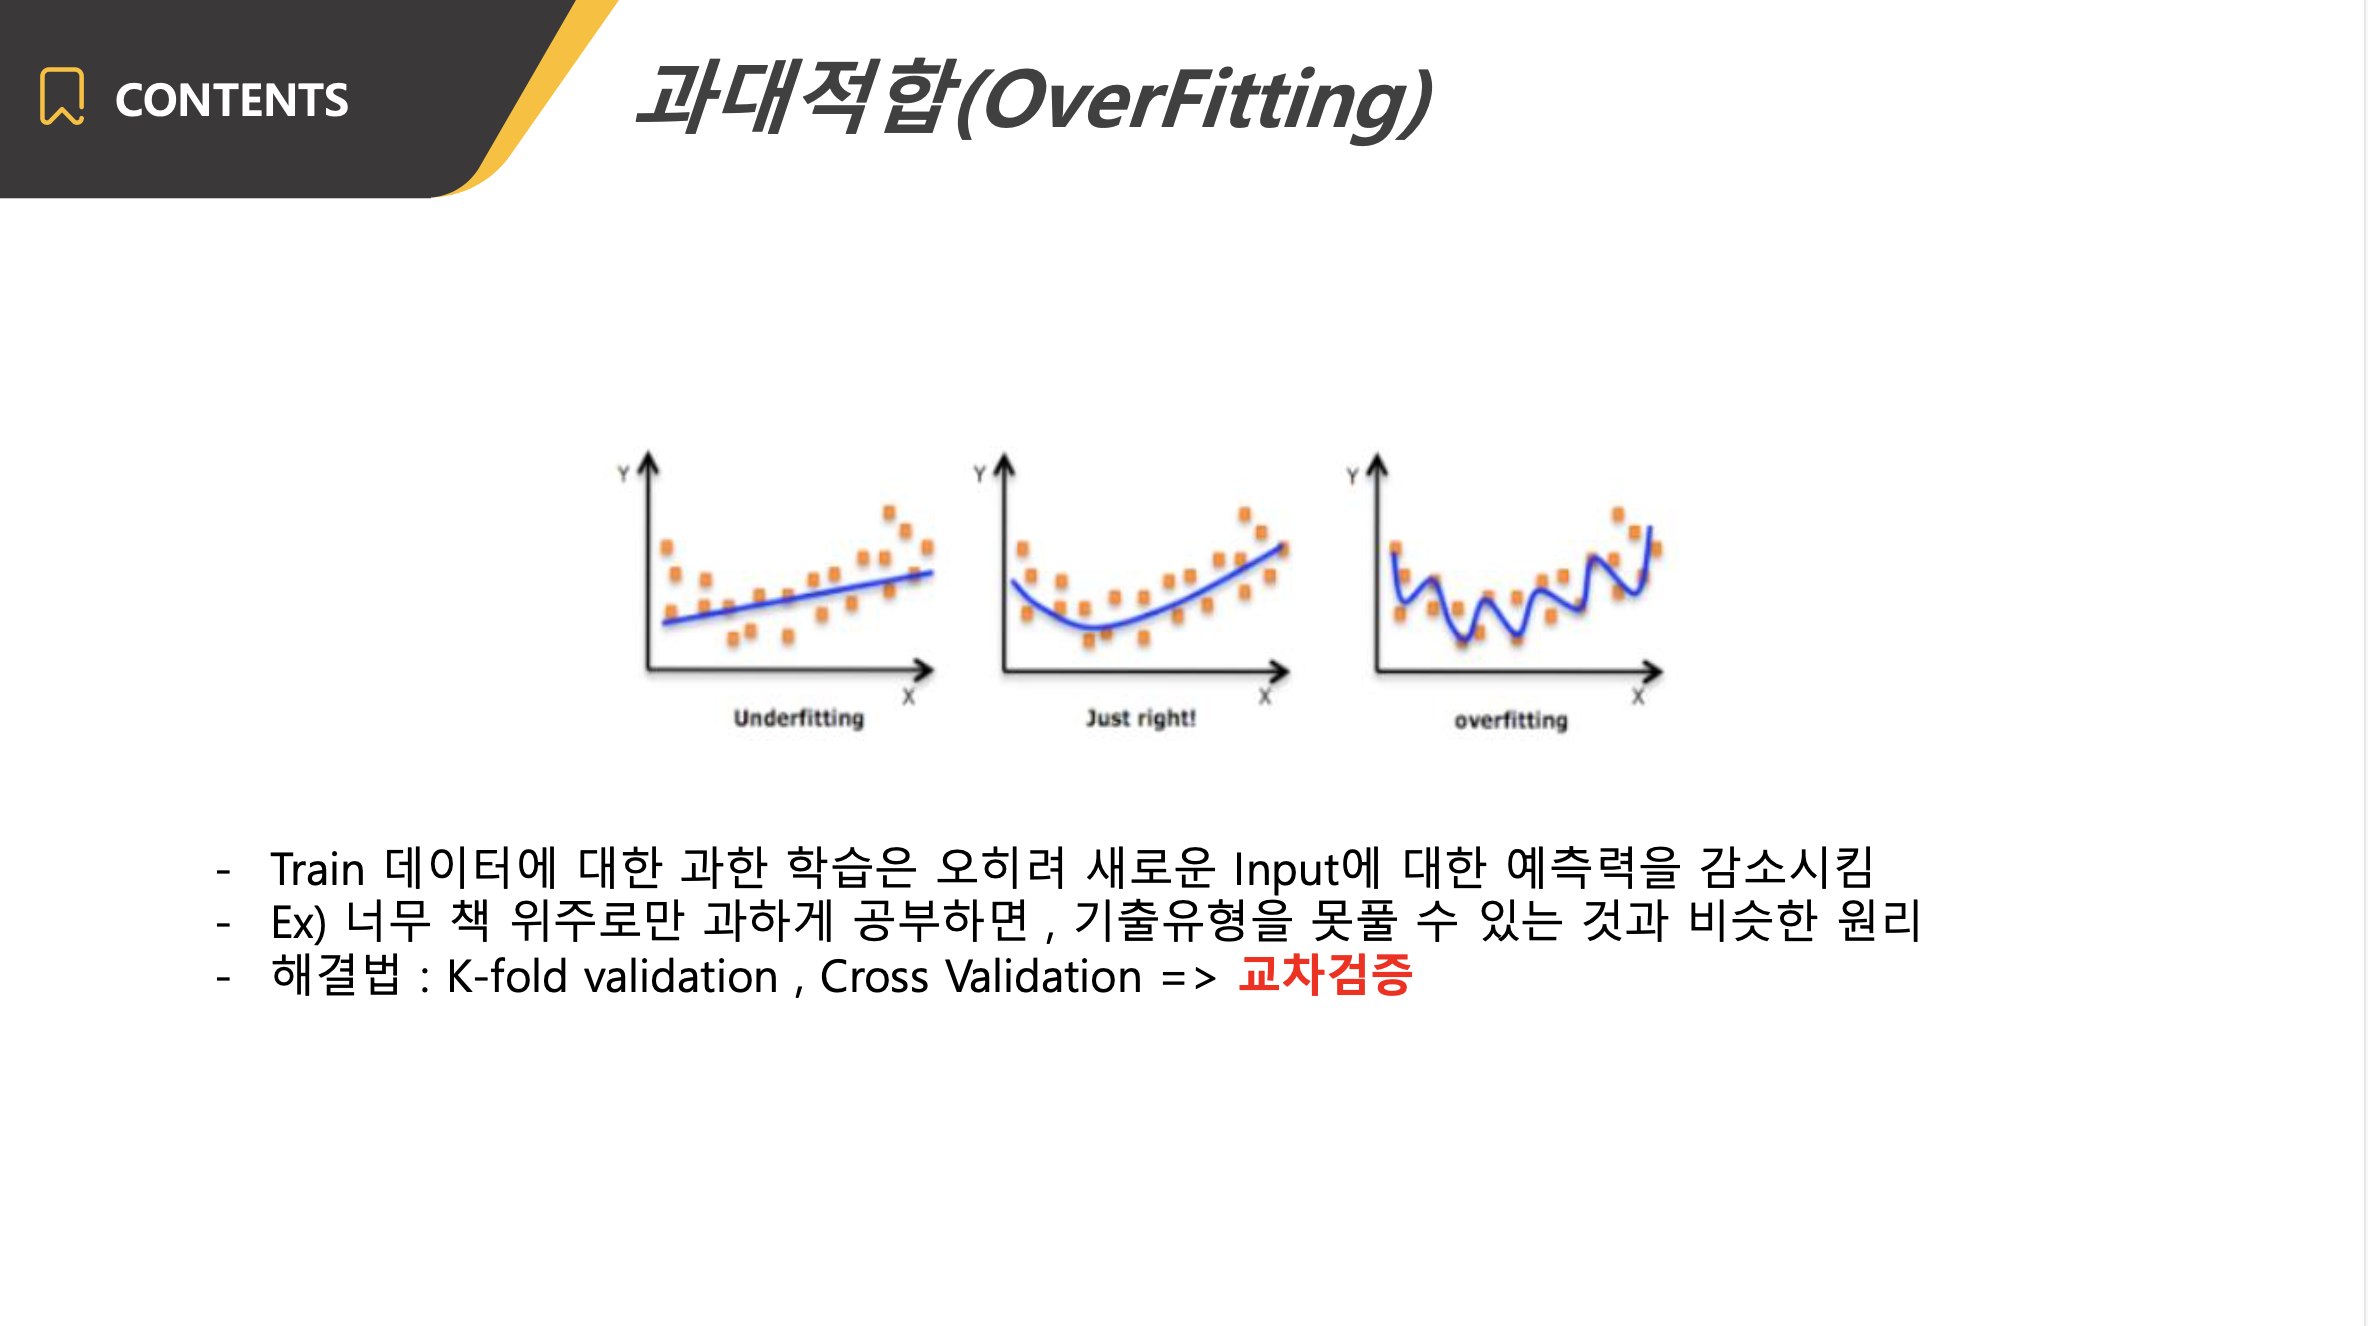 CONTENTS
과대적합(OverFitting)
Y
Y
Y
X
X
X
Underfitting
Just right!
overfitting
- Train 데이터에 대한 과한 학습은 오히려 새로운 Input에 대한 예측력을 감소시킴
- Ex) 너무 책 위주로만 과하게 공부하면 , 기출유형을 못풀 수 있는 것과 비슷한 원리
- 해결법 : K-fold validation , Cross Validation => 교차검증